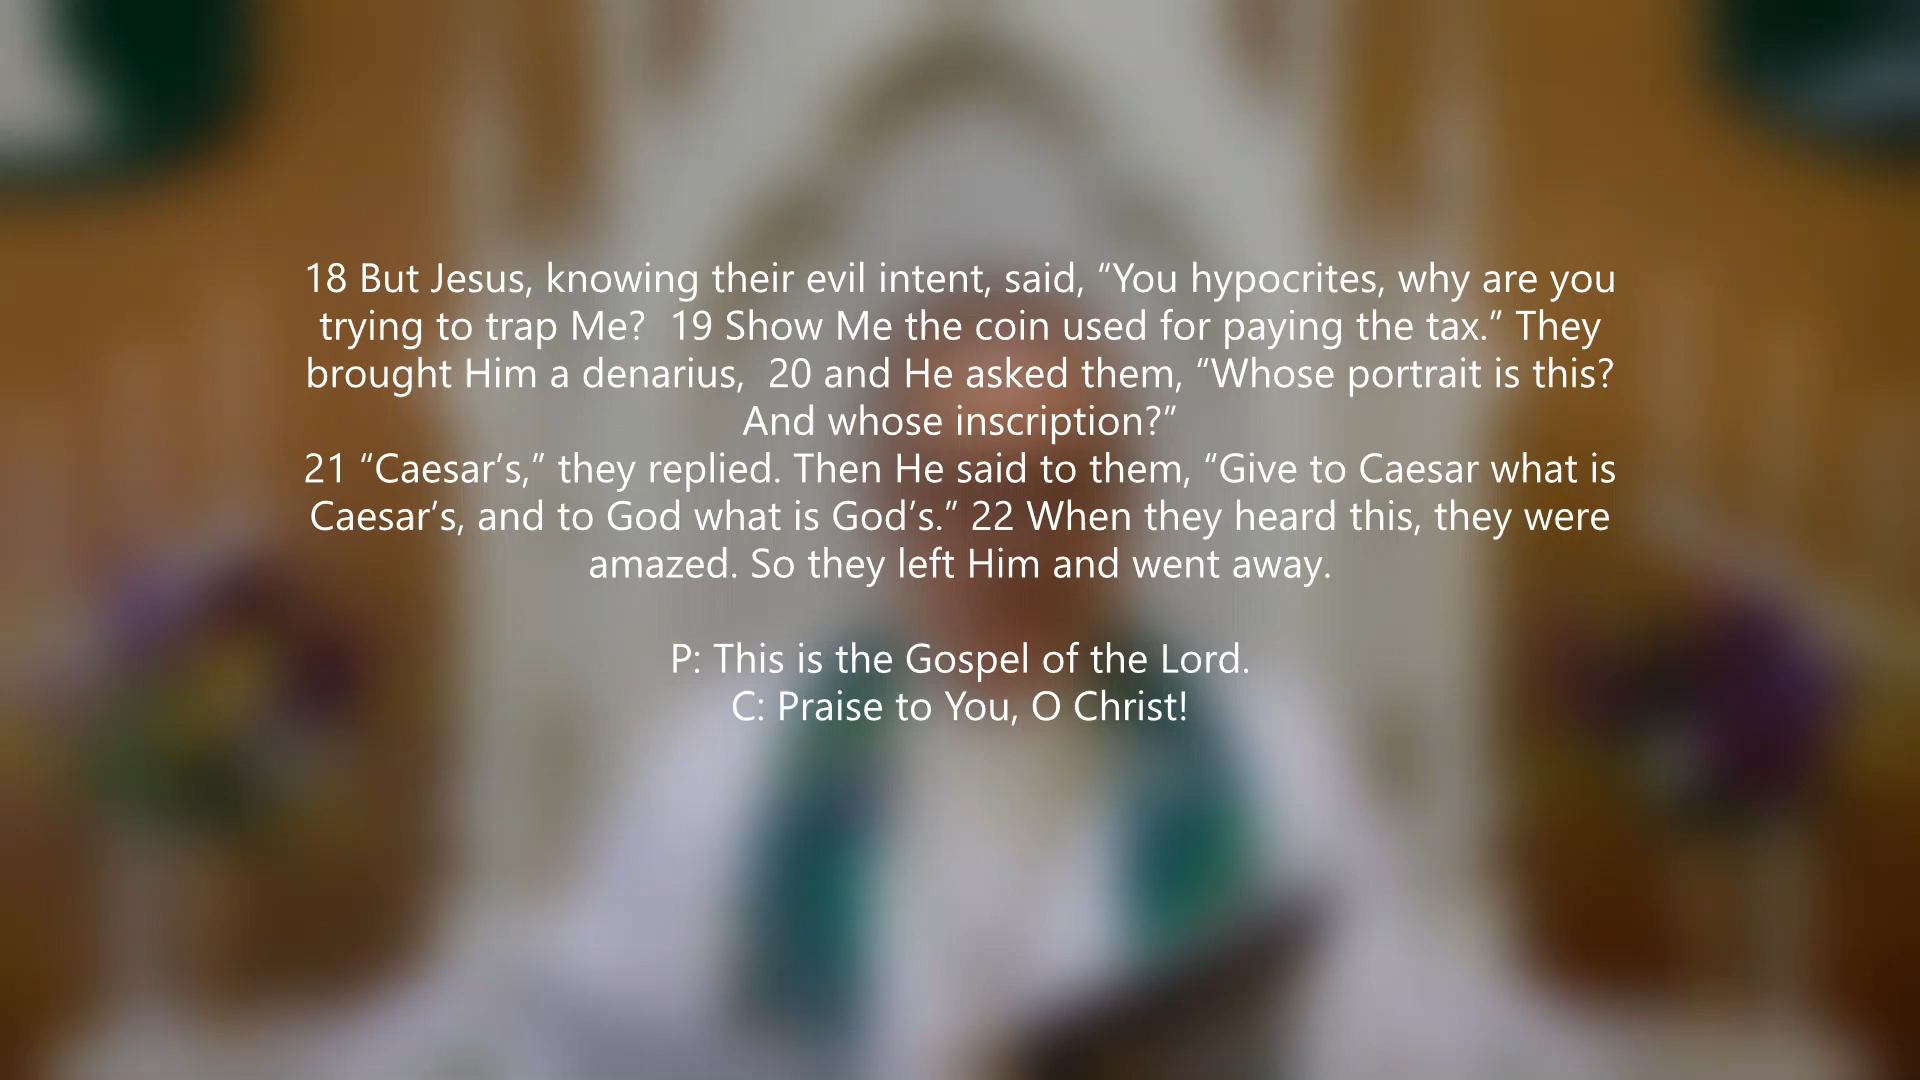 18 But Jesus, knowing their evil intent, said, “You hypocrites, why are you
trying to trap Me?  19 Show Me the coin used for paying the tax.” They
brought Him a denarius,  20 and He asked them, “Whose portrait is this?
And whose inscription?”
21 “Caesar’s,” they replied. Then He said to them, “Give to Caesar what is
Caesar’s, and to God what is God’s.” 22 When they heard this, they were
amazed. So they left Him and went away.
P: This is the Gospel of the Lord.
C: Praise to You, O Christ!